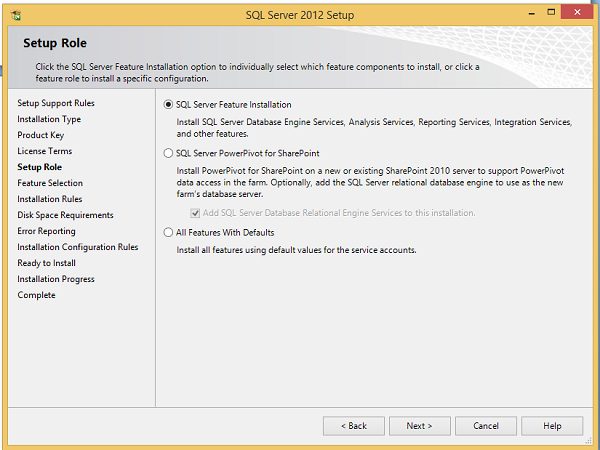 SQL Server 2012 Setup
Setup Role
Click the SQL Server Feature Installation option to individually select which feature components to install, or click a
feature role to install a specific configuration.
Setup Support Rules
Installation Type
Product Key
License Terms
Setup Role
Feature Selection
Installation Rules
Disk Space Requirements
Error Reporting
Installation Configuration Rules
Ready to Install
Installation Progress
Complete
SQL Server Feature Installation
Install SQL Server Database Engine Services, Analysis Services, Reporting Services, Integration Services,
and other features.
SQL Server PowerPivot for SharePoint
Install PowerPivot for SharePoint on a new or existing SharePoint 2010 server to support PowerPivot
data access in the farm. Optionally, add the SQL Server relational database engine to use as the new
farm's database server.
Add SQL Server Database Relational Engine Services to this installation.
All Features With Defaults
Install all features using default values for the service accounts.
< Back
Next >
Cancel
Help